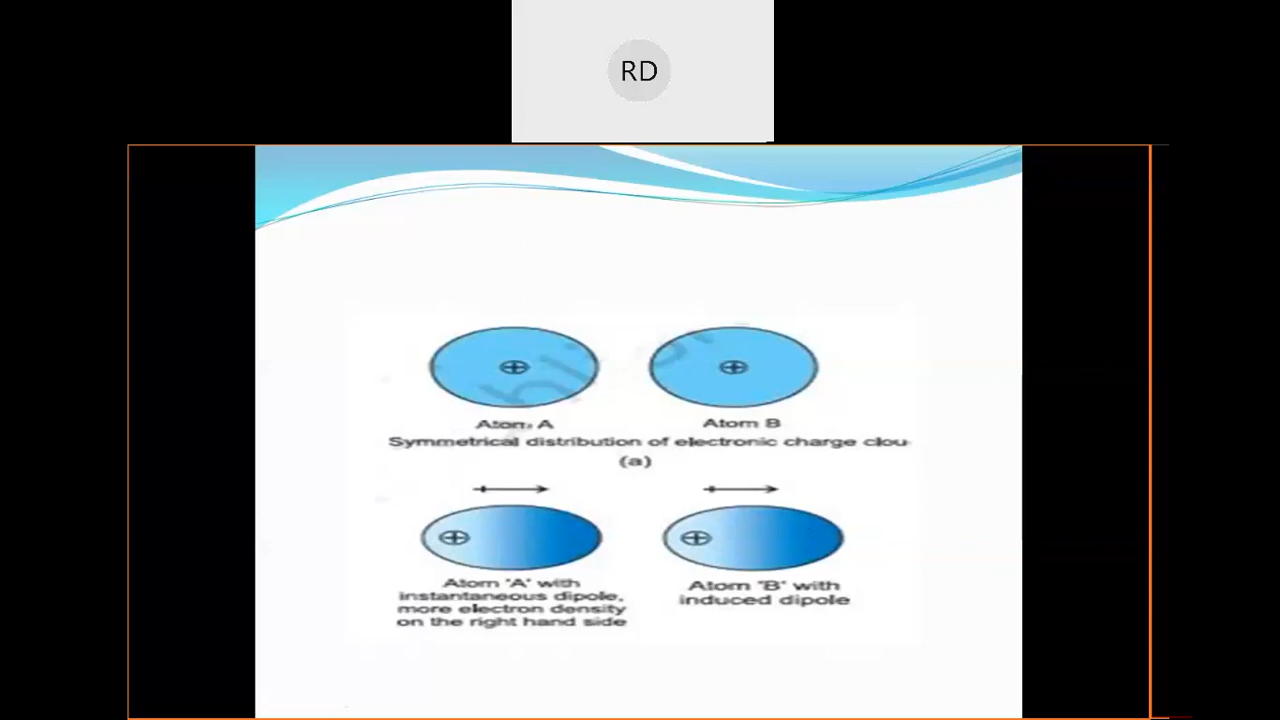 RD
Atom A Atom B
Symmetrical distribution of electronic charge clou
(a)
Atom 'A' with
instantaneous dipole,
more electron density
on the right hand side
Atom 'B' with
induced dipole